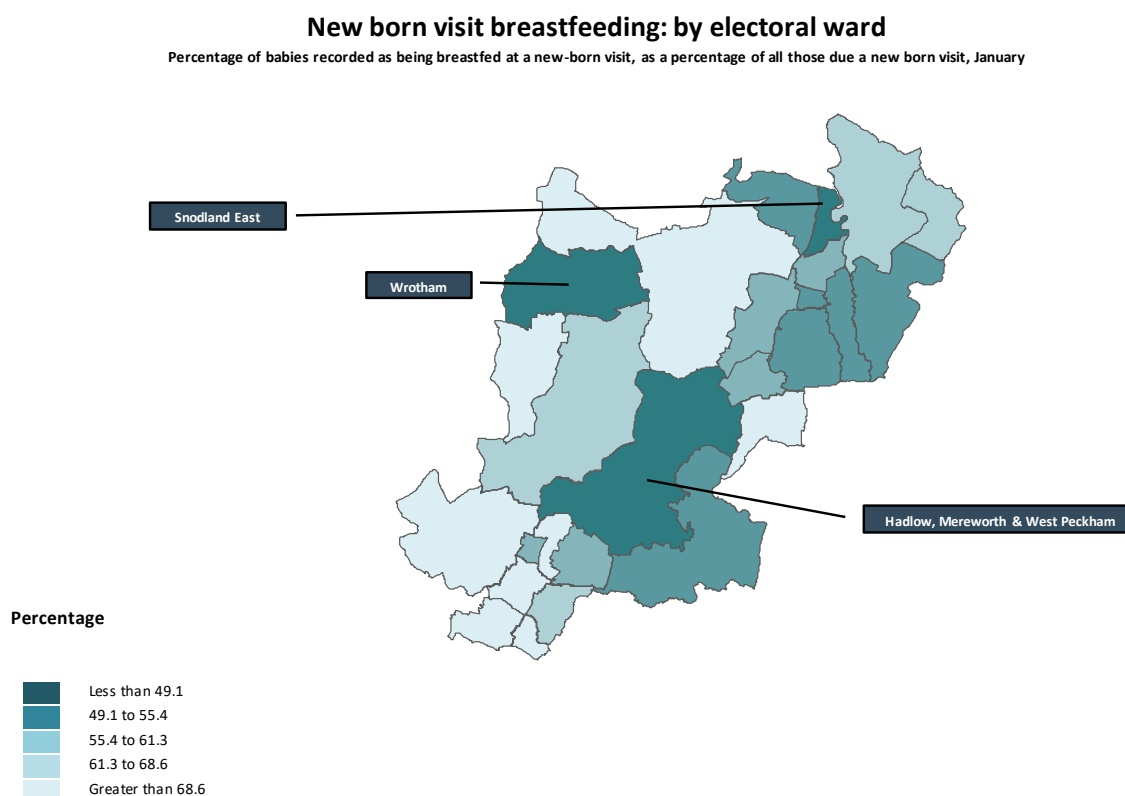 New born visit breastfeeding: by electoral ward
Percentage of babies recorded as being breastfed at a new-born visit, as a percentage of all those due a new born visit, January
Snodland East
Wrotham
Hadlow, Mereworth & West Peckham
Percentage
Less than 49.1
49.1 to 55.4
55.4 to 61.3
61.3 to 68.6
Greater than 68.6